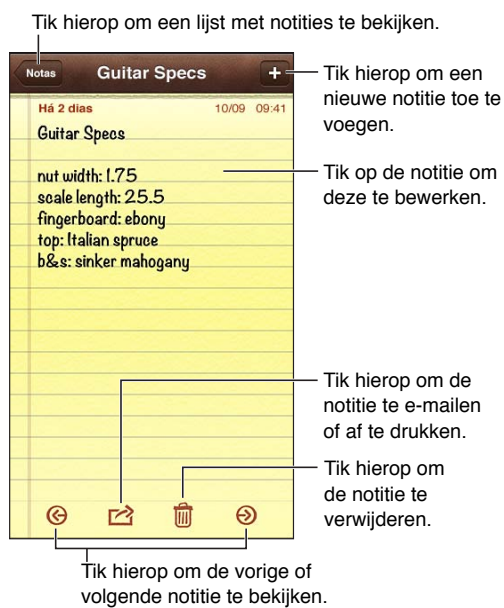 Tik hierop om een lijst met notities te bekijken.
Notas
Guitar Specs
+
Tik hierop om een
nieuwe notitie toe te
voegen.
Há 2 dias
10/09 09:41
Guitar Specs
nut width: 1.75
scale length: 25.5
fingerboard: ebony
top: Italian spruce
b&s: sinker mahogany
Tik op de notitie om
deze te bewerken.
Tik hierop om de
notitie te e-mailen
of af te drukken.
Tik hierop om
de notitie te
verwijderen.
Tik hierop om de vorige of
volgende notitie te bekijken.